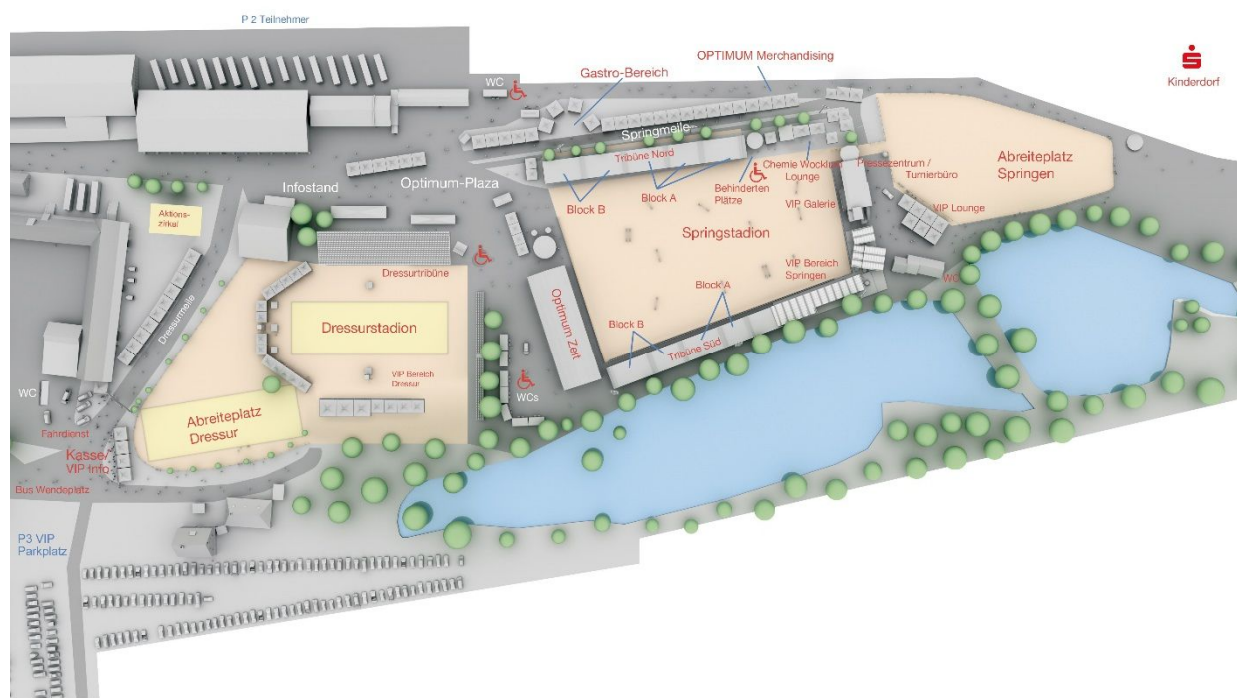 P 2 Teilnehmer
OPTIMUM Merchandising
Gastro-Bereich
Kinderdorf
WC
Springmeile
Tribüne Nord
Chemie Wocklum
Lounge
Pressezentrum /
Turnierbüro
Abreiteplatz
Springen
Infostand
Optimum-Plaza
Block B
Block A
Behinderten
Plätze
VIP Galerie
VIP Lounge
Aktions-
zirkel
Springstadion
Dressurtribüne
VIP Bereich
Springen
WC
Block A
Dressurmeile
Dressurstadion
Optimum Zelt
Block B
Tribüne Süd
VIP Bereich
Dressur
WC
WCs
Abreiteplatz
Dressur
Fahrdienst
Kasse/
VIP Info
Bus Wendeplatz
P3 VIP
Parkplatz